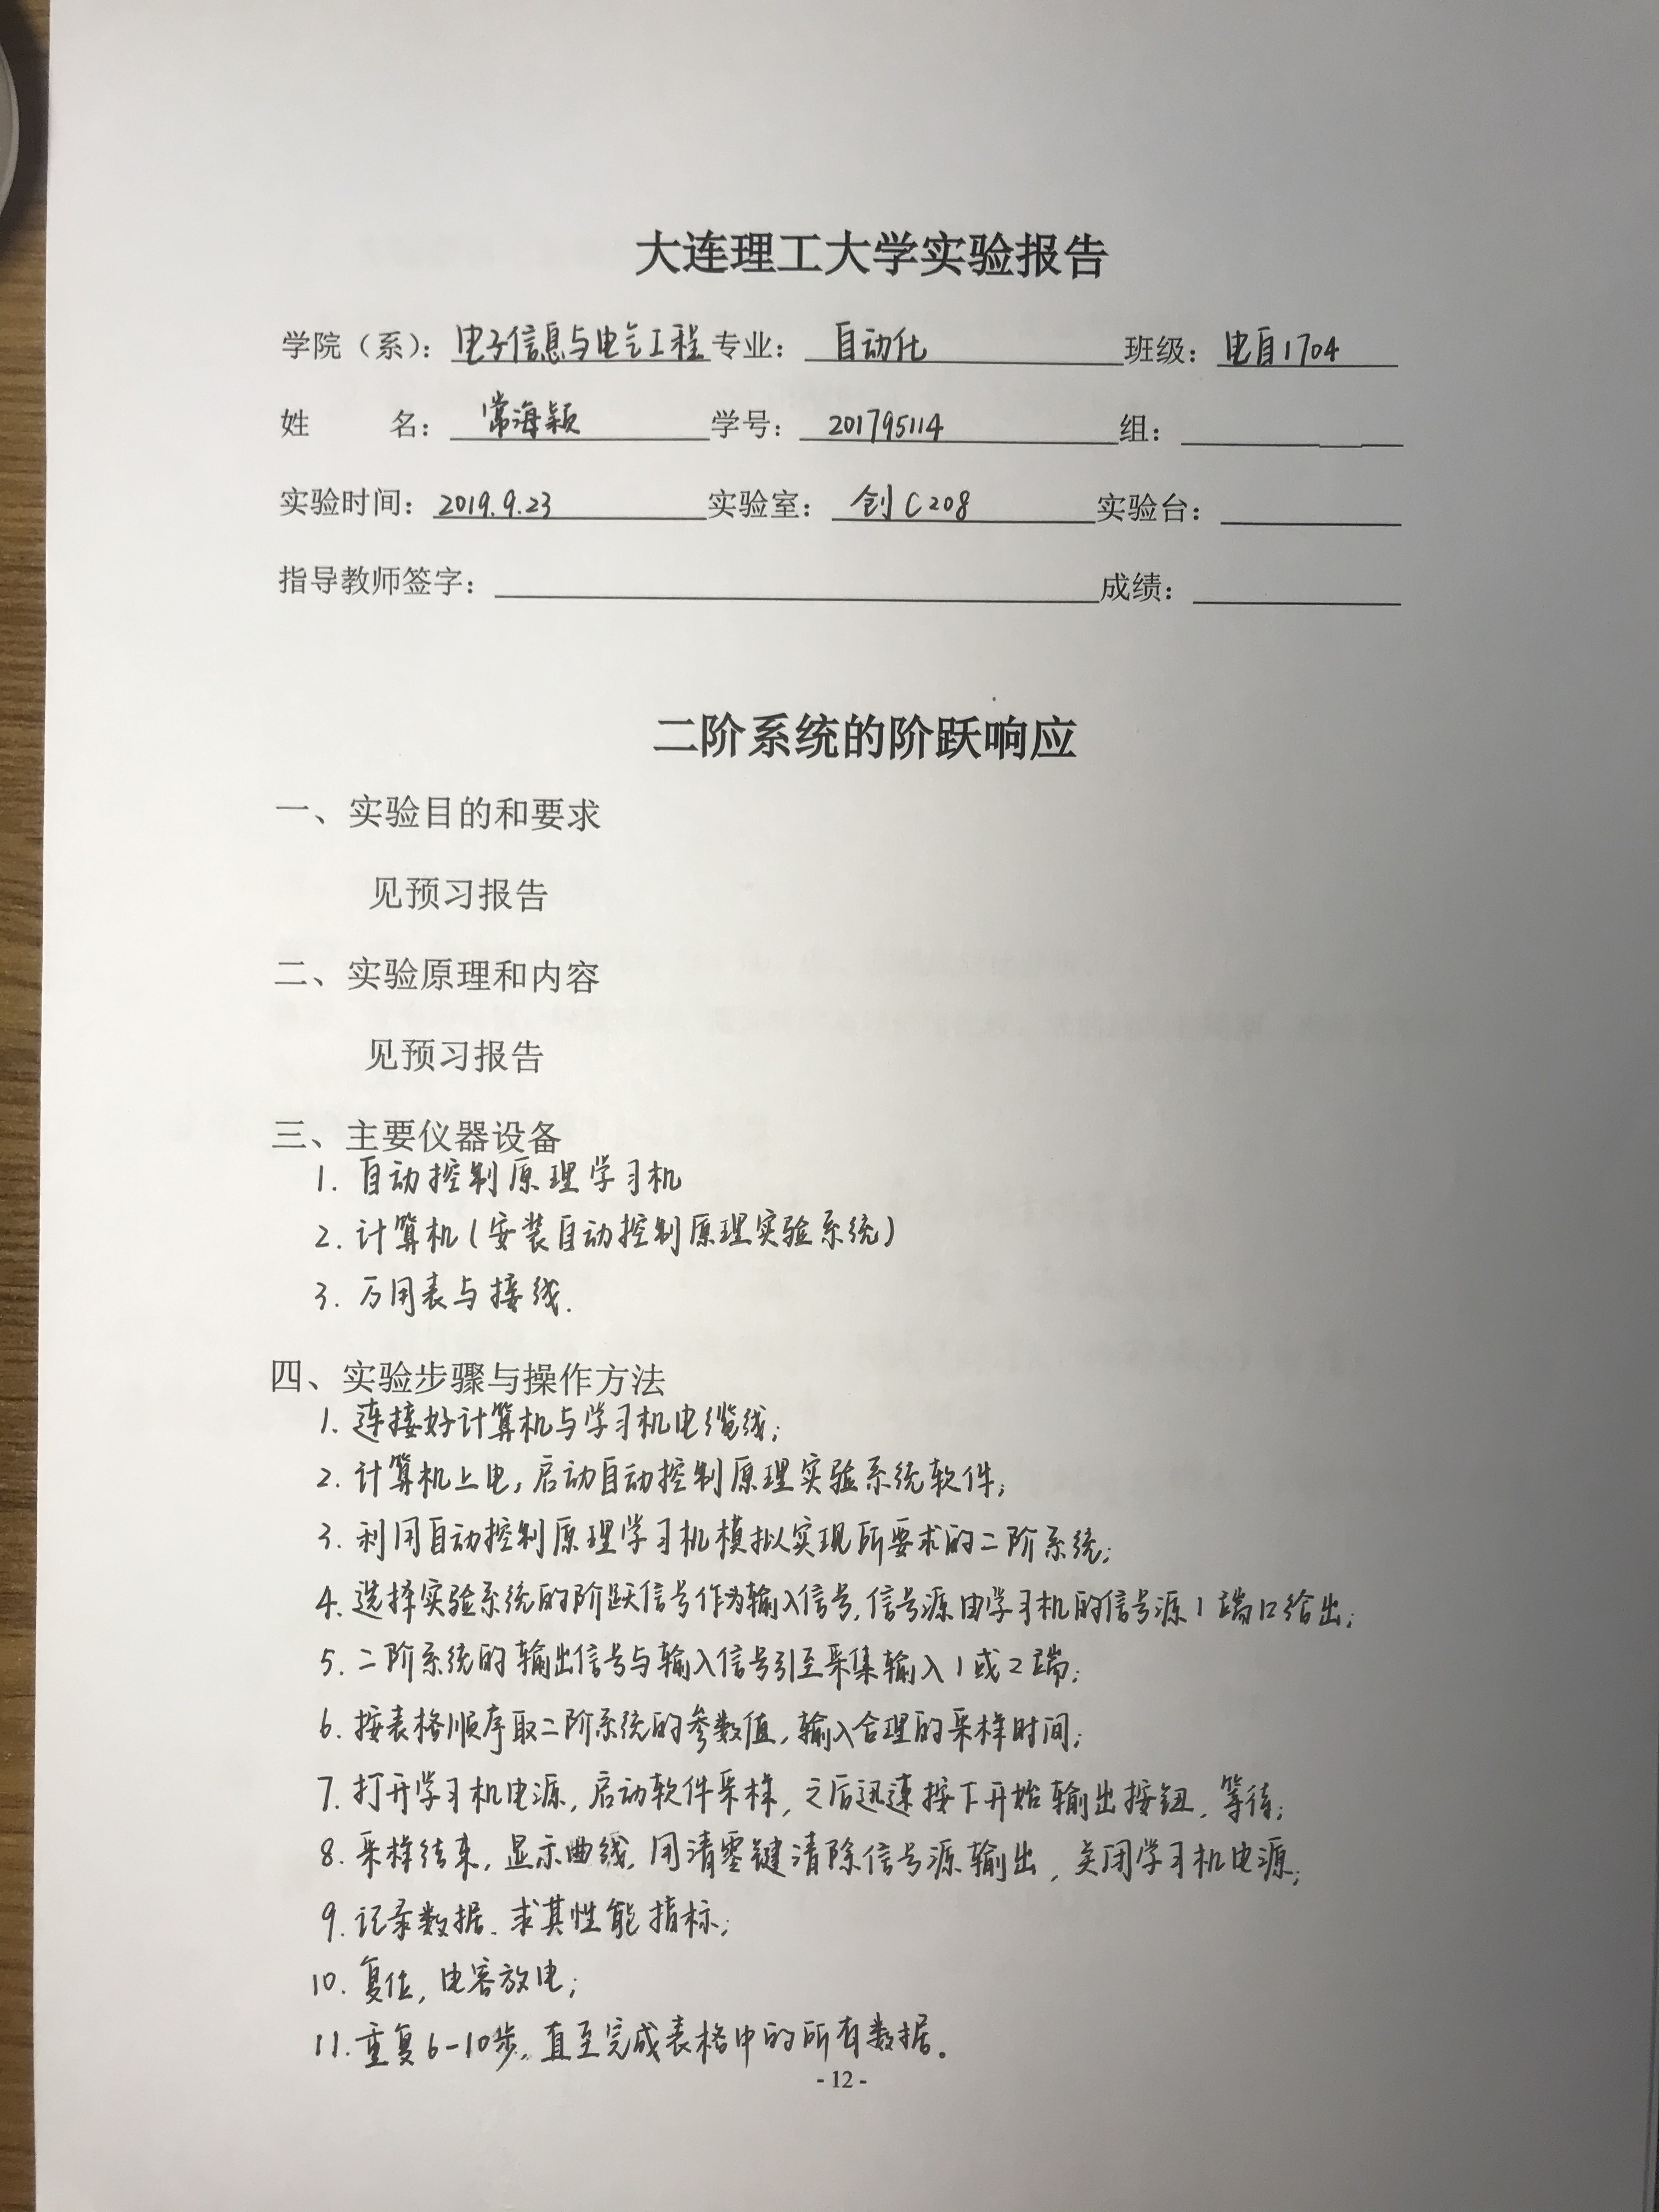 大连理工大学实验报告
学院（系）：电子信息与电气工程 专业：自动化 班级：电自1704
姓 名：常海颖 学号：201795114 组：
实验时间：2019.9.23 实验室：创C208 实验台：
指导教师签字： 成绩：
二阶系统的阶跃响应
一、实验目的和要求
见预习报告
二、实验原理和内容
见预习报告
三、主要仪器设备
1. 自动控制原理学习机
2. 计算机（安装自动控制原理实验系统）
3. 万用表与接线.
四、实验步骤与操作方法
1. 连接好计算机与学习机电缆线;
2. 计算机上电, 启动自动控制原理实验系统软件;
3. 利用自动控制原理学习机模拟实现所要求的二阶系统;
4. 选择实验系统的阶跃信号作为输入信号, 信号源由学习机的信号源1端口给出;
5. 二阶系统的输出信号与输入信号引至采集输入1或2端;
6. 按表格顺序取二阶系统的参数值, 输入合理的采样时间;
7. 打开学习机电源, 启动软件采样, 之后迅速按下开始输出按钮, 等待;
8. 采样结束, 显示曲线, 用清零键清除信号源输出, 关闭学习机电源;
9. 记录数据. 求其性能指标;
10. 复位, 电容放电;
11. 重复6-10步, 直至完成表格中的所有数据。
- 12 -